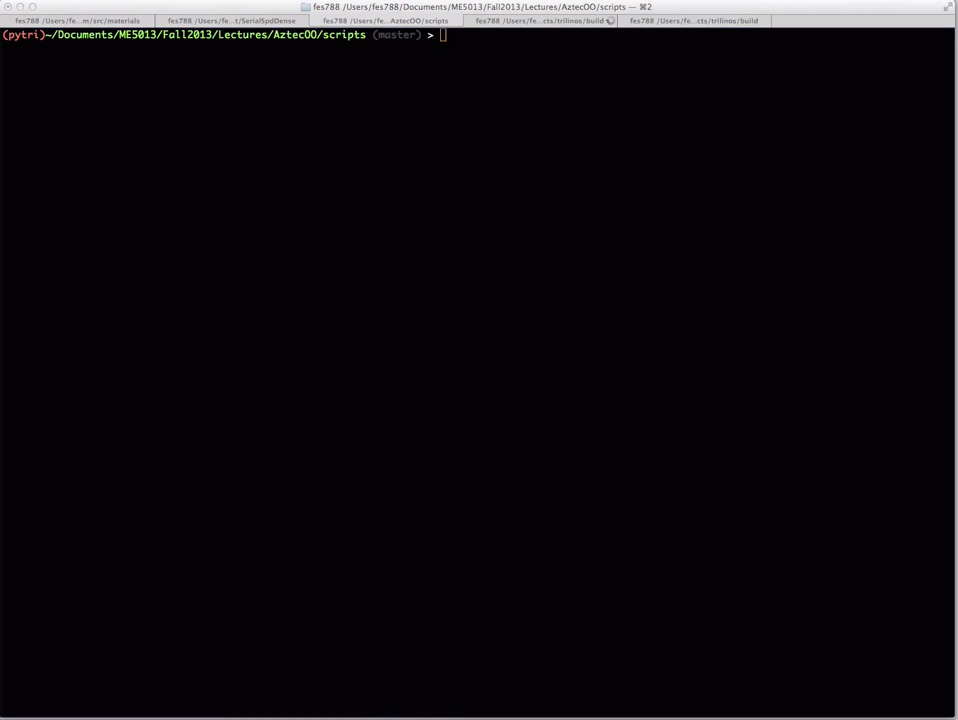 fes788 /Users/fes788/Documents/ME5013/Fall2013/Lectures/AztecOO/scripts — ⌘2
fes788 /Users/fe...m/src/materials
fes788 /Users/fe...t/SerialSpdDense
fes788 /Users/fe...AztecOO/scripts
fes788 /Users/fe...cts/trilinos/build
fes788 /Users/fe...cts/trilinos/build
(pytri)~/Documents/ME5013/Fall2013/Lectures/AztecOO/scripts (master) >